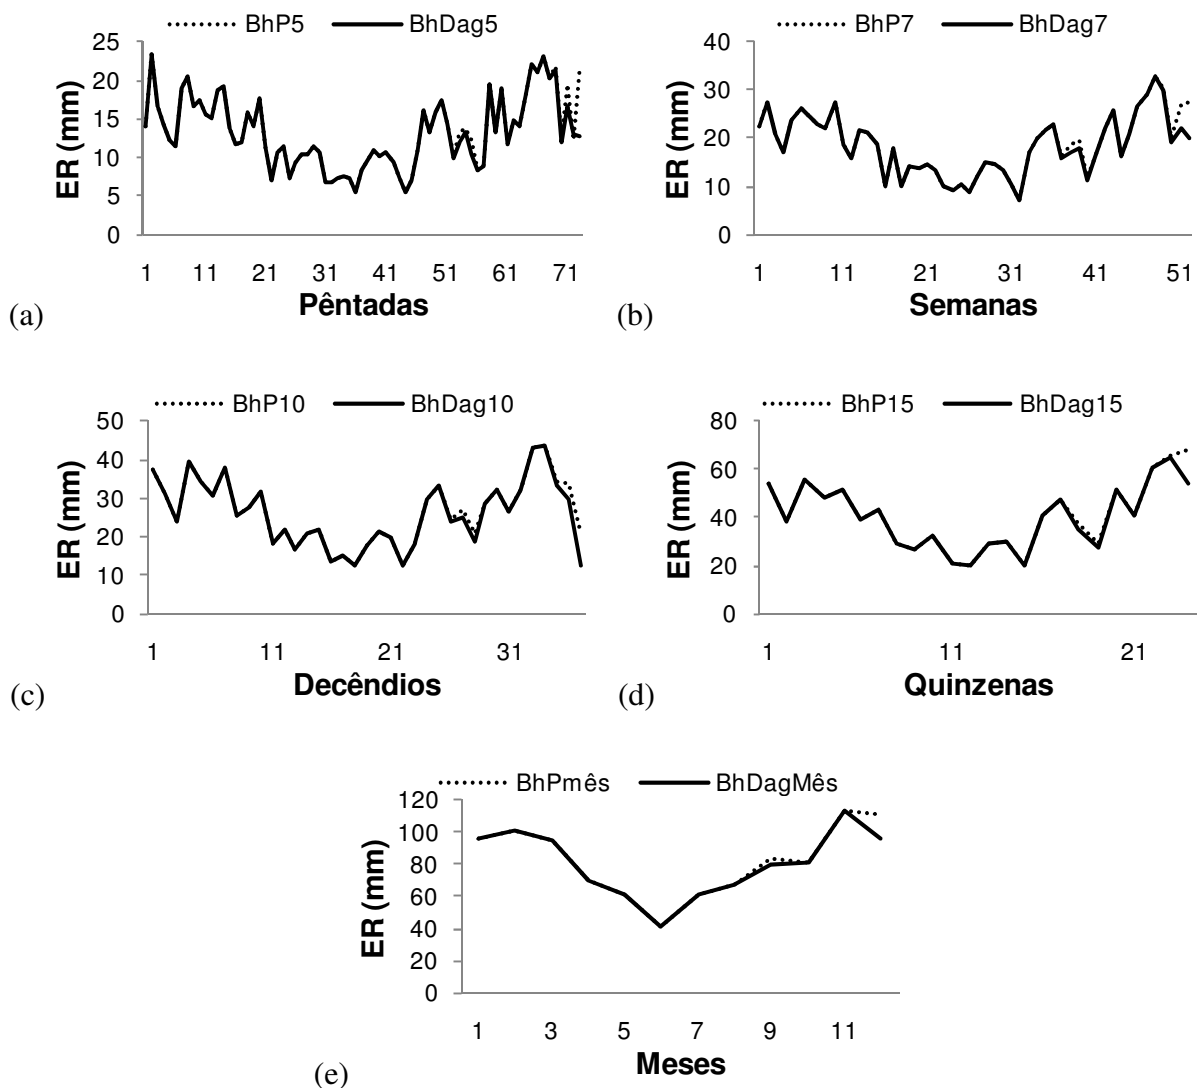 BhP5 BhDag5
25
20
15
10
5
0
ER (mm)
1 11 21 31 41 51 61 71
Pêntadas
(a)
BhP7 BhDag7
40
30
20
10
0
ER (mm)
1 11 21 31 41 51
Semanas
(b)
BhP10 BhDag10
50
40
30
20
10
0
ER (mm)
1 11 21 31
Decêndios
(c)
BhP15 BhDag15
80
60
40
20
0
ER (mm)
1 11 21
Quinzenas
(d)
BhPmês BhDagMês
120
100
80
60
40
20
0
ER (mm)
1 3 5 7 9 11
Meses
(e)